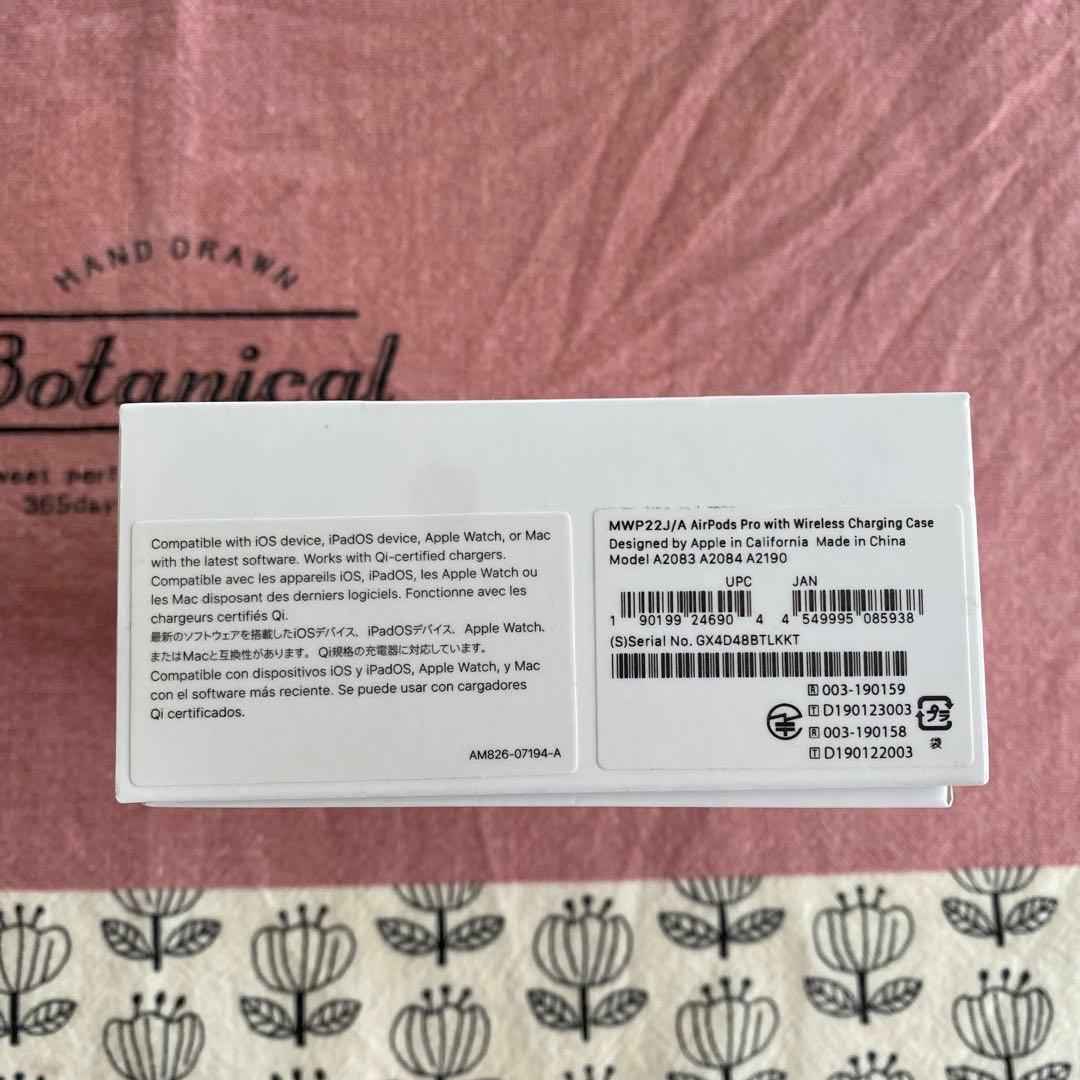 HAND DRAWN
Botanical
365day
Compatible with iOS device, iPadOS device, Apple Watch, or Mac
with the latest software. Works with Qi-certified chargers.
Compatible avec les appareils iOS, iPadOS, les Apple Watch ou
les Mac disposant des derniers logiciels. Fonctionne avec les
chargeurs certifiés Qi.
最新のソフトウェアを搭載したiOSデバイス、iPadOSデバイス、Apple Watch、
またはMacと互換性があります。Qi規格の充電器に対応しています。
Compatible con dispositivos iOS y iPadOS, Apple Watch, y Mac
con el software más reciente. Se puede usar con cargadores
Qi certificados.
AM826-07194-A
MWP22J/A AirPods Pro with Wireless Charging Case
Designed by Apple in California Made in China
Model A2083 A2084 A2190
UPC JAN
1 90199 24690 4 4 549995 085938
(S)Serial No. GX4D48BTLKKT
R 003-190159
T D190123003
R 003-190158
T D190122003
プラ
袋